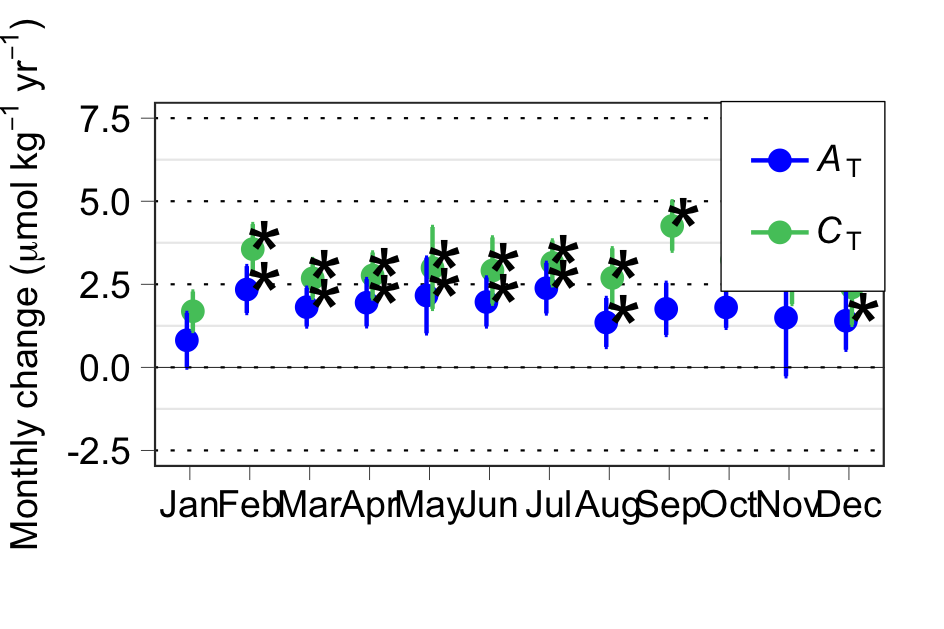 Monthly change (μmol kg⁻¹ yr⁻¹)
7.5
5.0
2.5
0.0
-2.5
A_T
C_T
Jan Feb Mar Apr May Jun Jul Aug Sep Oct Nov Dec